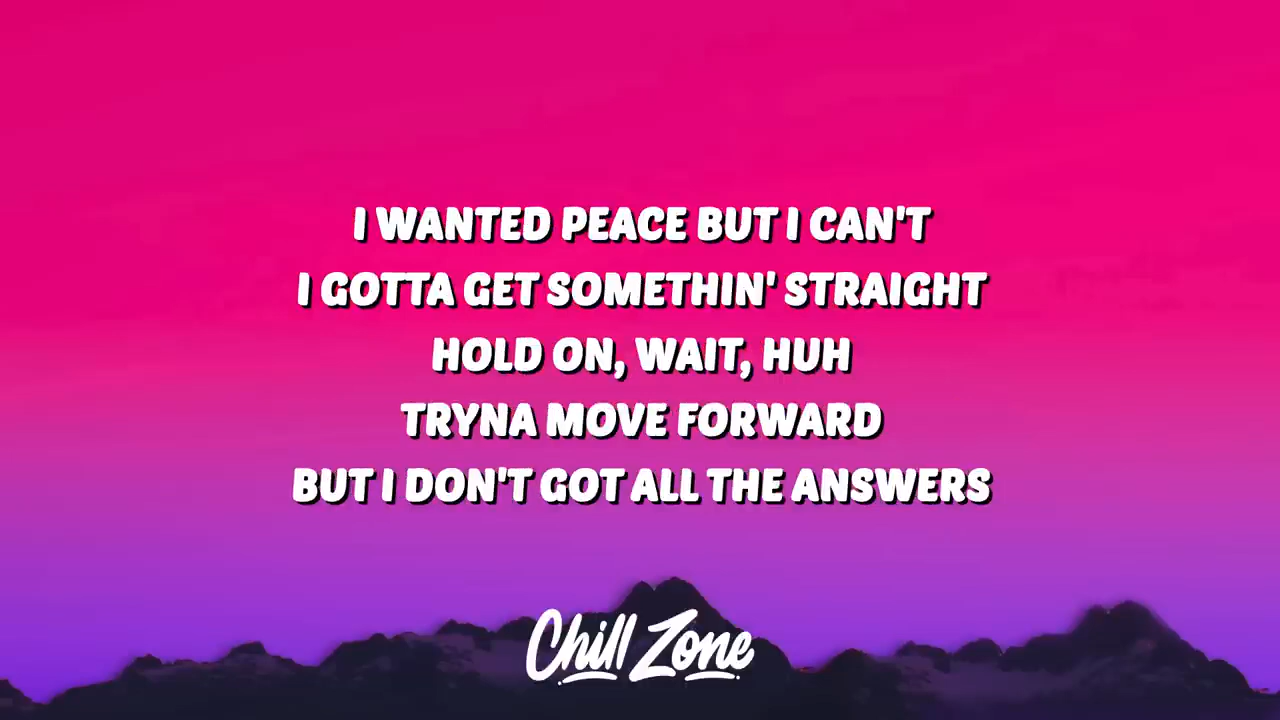 I WANTED PEACE BUT I CAN'T
I GOTTA GET SOMETHIN' STRAIGHT
HOLD ON, WAIT, HUH
TRYNA MOVE FORWARD
BUT I DON'T GOT ALL THE ANSWERS
Chill Zone